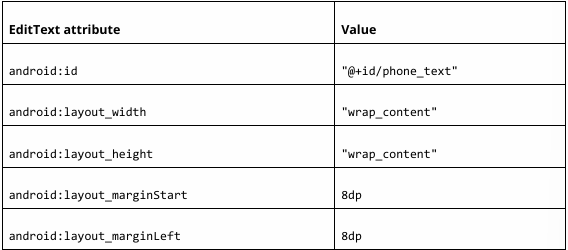 EditText attribute Value
android:id "@+id/phone_text"
android:layout_width "wrap_content"
android:layout_height "wrap_content"
android:layout_marginStart 8dp
android:layout_marginLeft 8dp